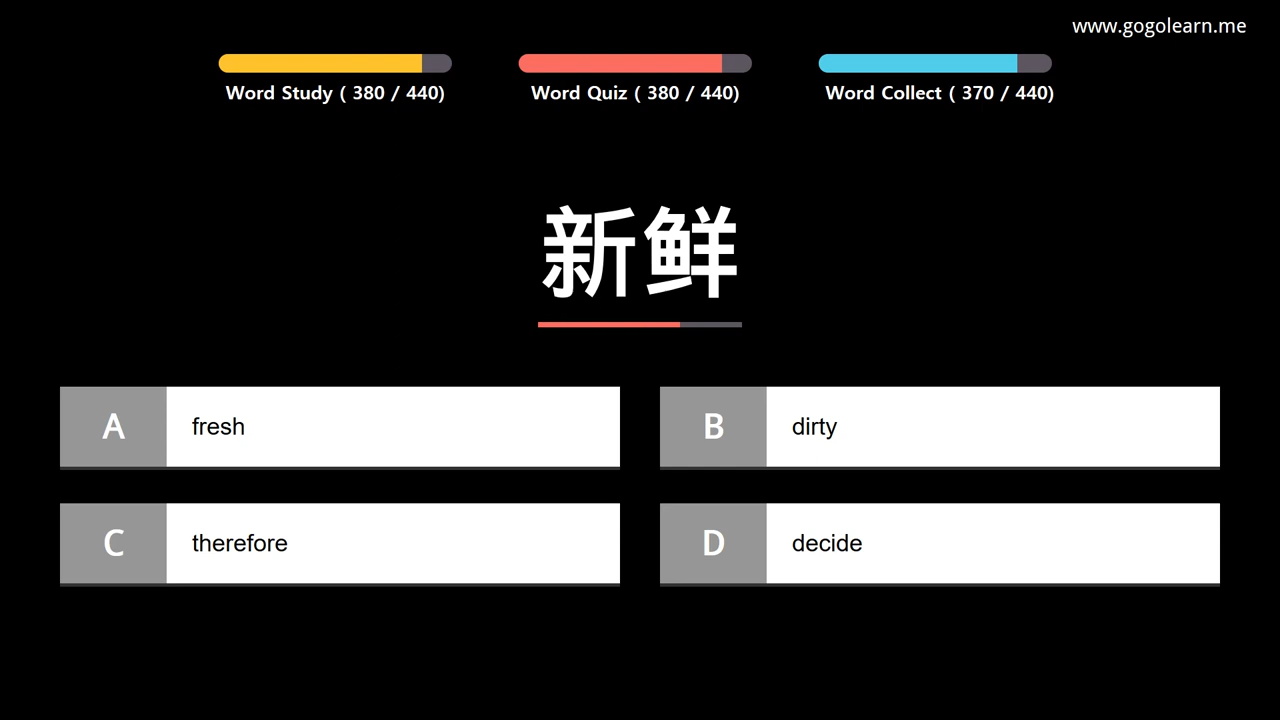 www.gogolearn.me
Word Study ( 380 / 440)
Word Quiz ( 380 / 440)
Word Collect ( 370 / 440)
新鲜
A fresh
B dirty
C therefore
D decide